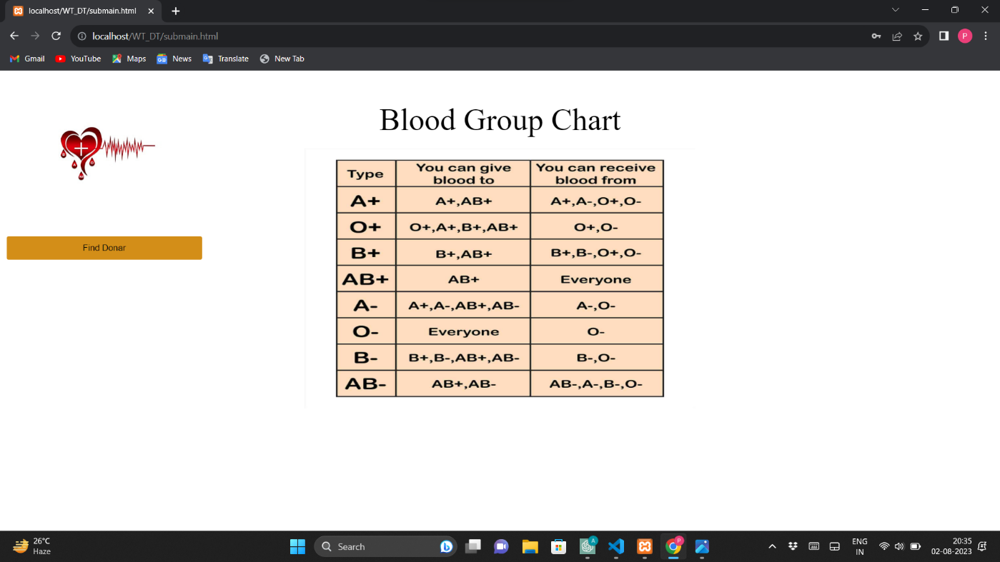 localhost/WT_DT/submain.html
localhost/WT_DT/submain.html
P
Gmail YouTube Maps News Translate New Tab
Blood Group Chart
Type You can give blood to You can receive blood from
A+ A+,AB+ A+,A-,O+,O-
O+ O+,A+,B+,AB+ O+,O-
B+ B+,AB+ B+,B-,O+,O-
AB+ AB+ Everyone
A- A+,A-,AB+,AB- A-,O-
O- Everyone O-
B- B+,B-,AB+,AB- B-,O-
AB- AB+,AB- AB-,A-,B-,O-
Find Donar
26°C
Haze
Search
A
P
ENG
IN
20:35
02-08-2023